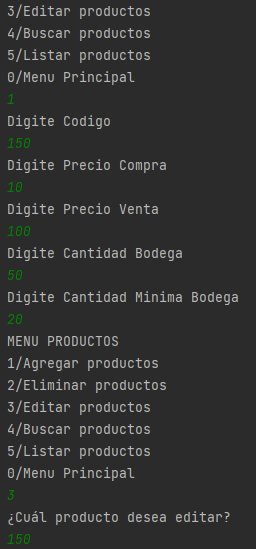 3/Editar productos
4/Buscar productos
5/Listar productos
0/Menu Principal
1
Digite Codigo
150
Digite Precio Compra
10
Digite Precio Venta
100
Digite Cantidad Bodega
50
Digite Cantidad Minima Bodega
20
MENU PRODUCTOS
1/Agregar productos
2/Eliminar productos
3/Editar productos
4/Buscar productos
5/Listar productos
0/Menu Principal
3
¿Cuál producto desea editar?
150